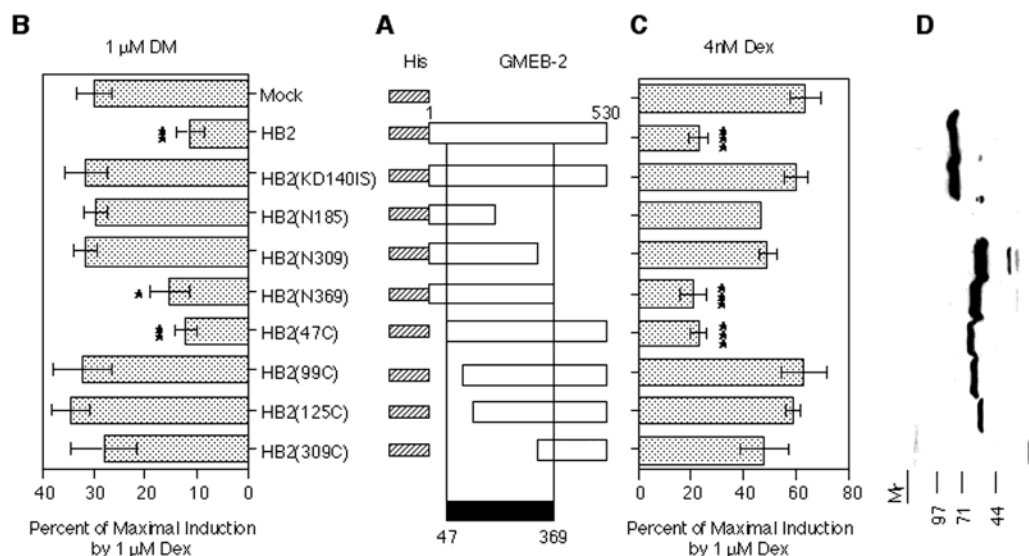 B
A
C
D
1 µM DM
His
GMEB-2
4nM Dex
1
530
Mock
**
HB2
***
HB2(KD140IS)
HB2(N185)
HB2(N309)
*
HB2(N369)
***
**
HB2(47C)
***
HB2(99C)
HB2(125C)
HB2(309C)
40 30 20 10 0
47
369
0 20 40 60 80
Percent of Maximal Induction
by 1 µM Dex
Percent of Maximal Induction
by 1 µM Dex
Mr
97
71
44